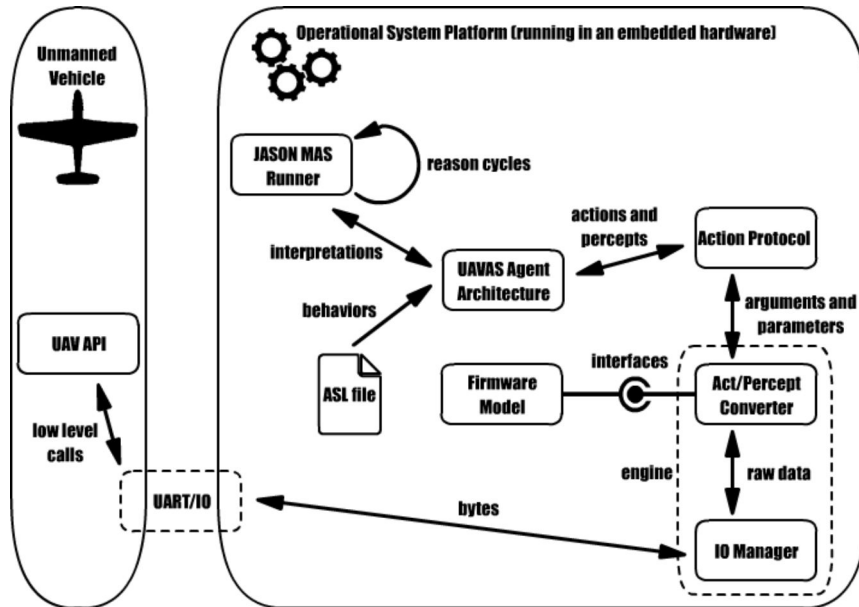 Operational System Platform (running in an embedded hardware)
Unmanned
Vehicle
JASON MAS
Runner
reason cycles
actions and
percepts
Action Protocol
interpretations
UAVAS Agent
Architecture
behaviors
arguments and
parameters
UAV API
interfaces
ASL file
Firmware
Model
Act/Percept
Converter
low level
calls
engine
raw data
UART/IO
bytes
IO Manager